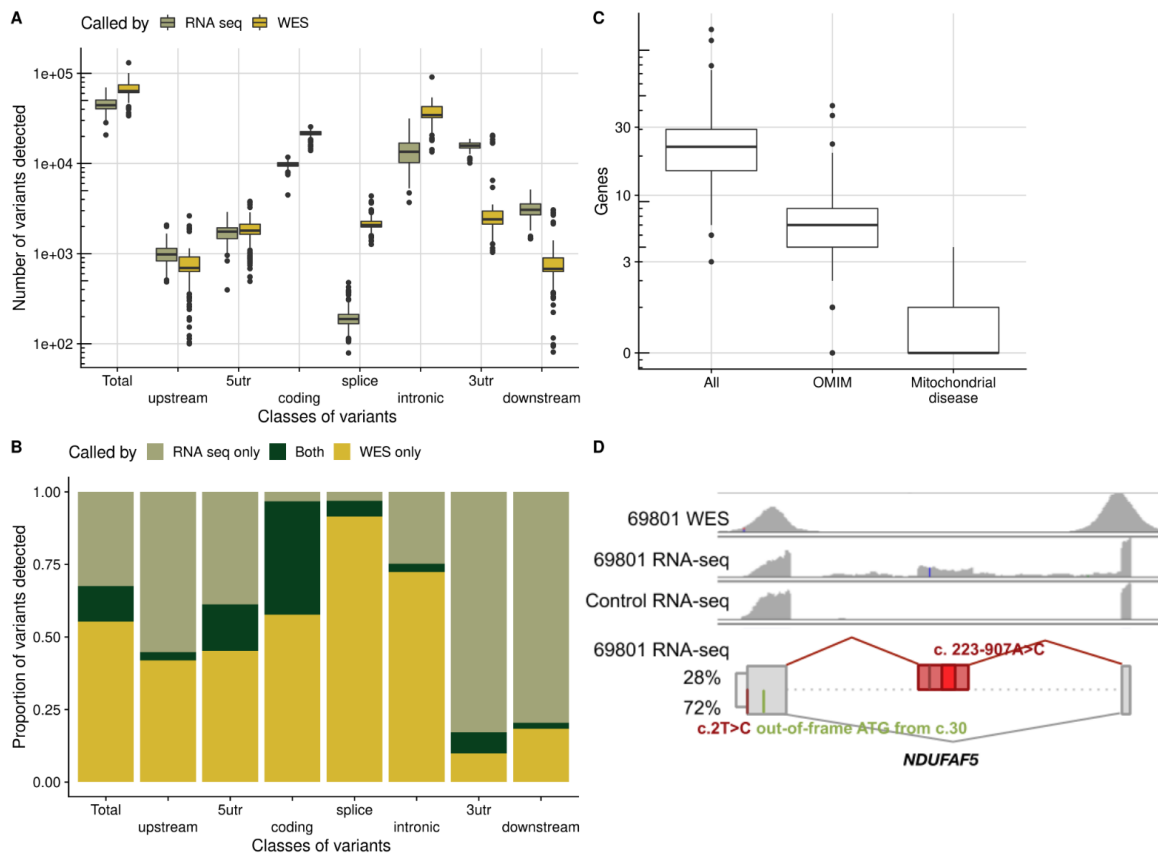 A
Called by RNA seq WES
Number of variants detected
1e+05
1e+04
1e+03
1e+02
Total
upstream
5utr
coding
splice
intronic
3utr
downstream
Classes of variants
B
Called by RNA seq only Both WES only
Proportion of variants detected
1.00
0.75
0.50
0.25
0.00
Total
upstream
5utr
coding
splice
intronic
3utr
downstream
Classes of variants
C
Genes
30
10
3
0
All
OMIM
Mitochondrial
disease
D
69801 WES
69801 RNA-seq
Control RNA-seq
69801 RNA-seq
c. 223-907A>C
28%
72%
c.2T>C out-of-frame ATG from c.30
NDUFAF5